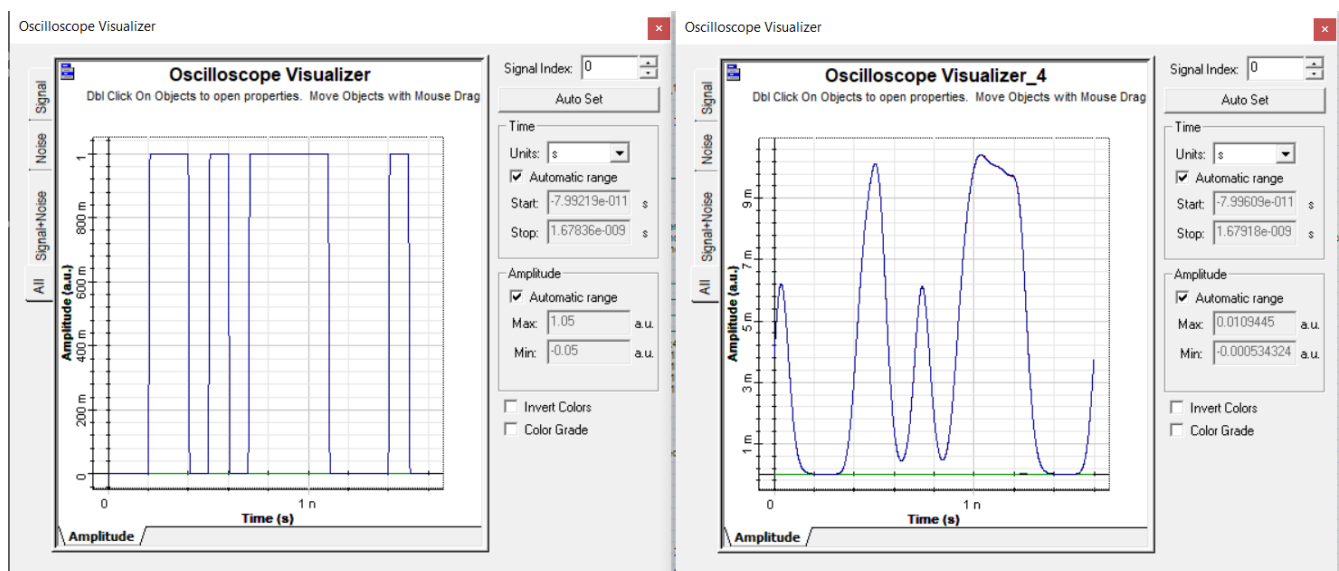 Oscilloscope Visualizer
Signal
Noise
Signal+Noise
All
Oscilloscope Visualizer
Dbl Click On Objects to open properties. Move Objects with Mouse Drag
Amplitude (a.u.)
1
800 m
600 m
400 m
200 m
0
0
1 n
Time (s)
Amplitude
Signal Index: 0
Auto Set
Time
Units: s
Automatic range
Start: -7.99219e-011 s
Stop: 1.67836e-009 s
Amplitude
Automatic range
Max: 1.05 a.u.
Min: -0.05 a.u.
Invert Colors
Color Grade
Oscilloscope Visualizer
Signal
Noise
Signal+Noise
All
Oscilloscope Visualizer_4
Dbl Click On Objects to open properties. Move Objects with Mouse Drag
Amplitude (a.u.)
9 m
7 m
5 m
3 m
1 m
0
1 n
Time (s)
Amplitude
Signal Index: 0
Auto Set
Time
Units: s
Automatic range
Start: -7.99609e-011 s
Stop: 1.67918e-009 s
Amplitude
Automatic range
Max: 0.0109445 a.u.
Min: -0.000534324 a.u.
Invert Colors
Color Grade